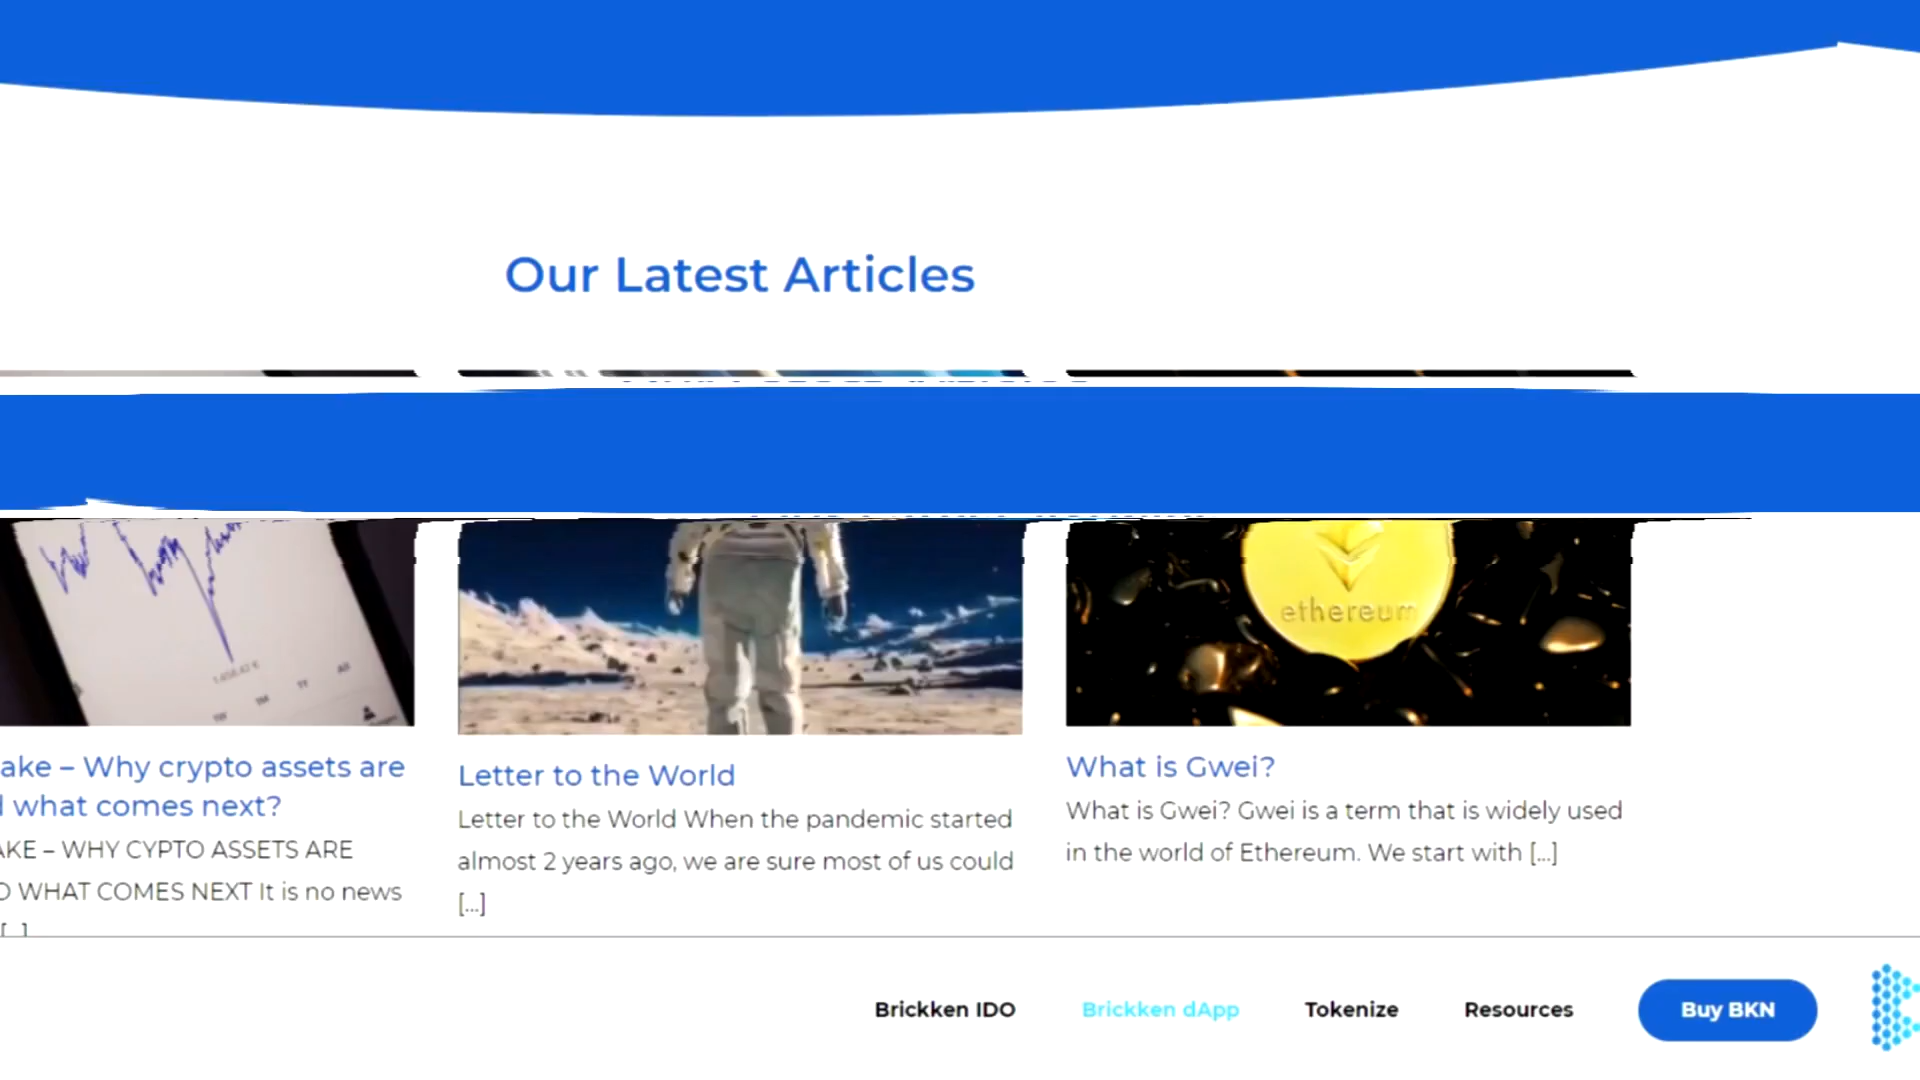 Our Latest Articles
ethereum
ake – Why crypto assets are
what comes next?
AKE – WHY CYPTO ASSETS ARE
WHAT COMES NEXT It is no news
[...]
Letter to the World
Letter to the World When the pandemic started
almost 2 years ago, we are sure most of us could
[...]
What is Gwei?
What is Gwei? Gwei is a term that is widely used
in the world of Ethereum. We start with [...]
Brickken IDO
Brickken dApp
Tokenize
Resources
Buy BKN